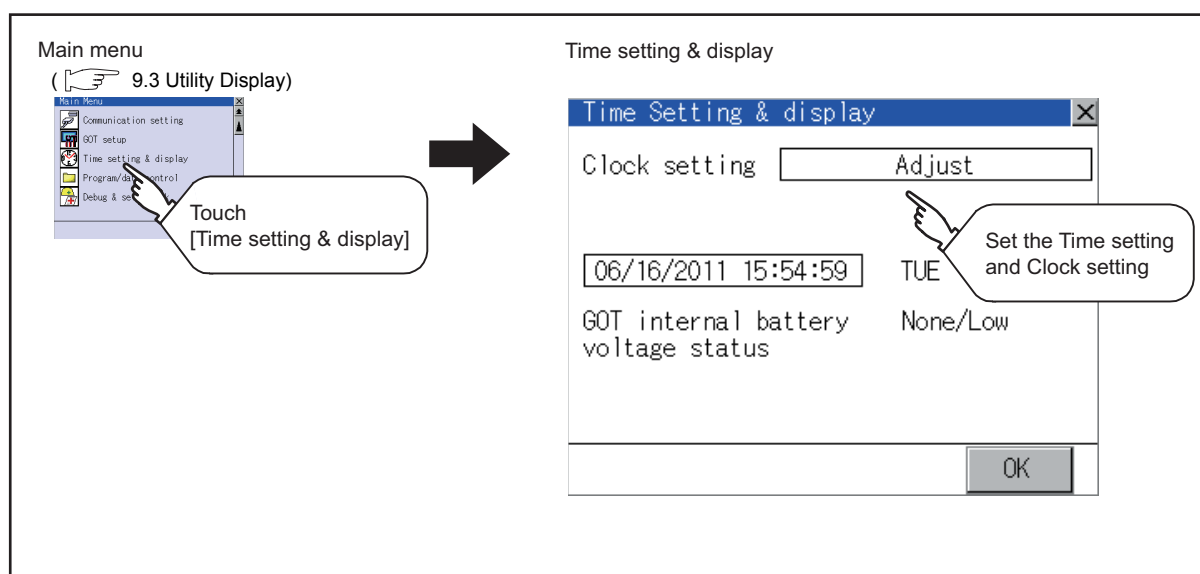 Main menu
( 9.3 Utility Display)
Main Menu
Communication setting
GOT setup
Time setting & display
Program/data control
Debug & se
Touch
[Time setting & display]
Time setting & display
Time Setting & display
Clock setting Adjust
Set the Time setting
and Clock setting
06/16/2011 15:54:59 TUE
GOT internal battery None/Low
voltage status
OK